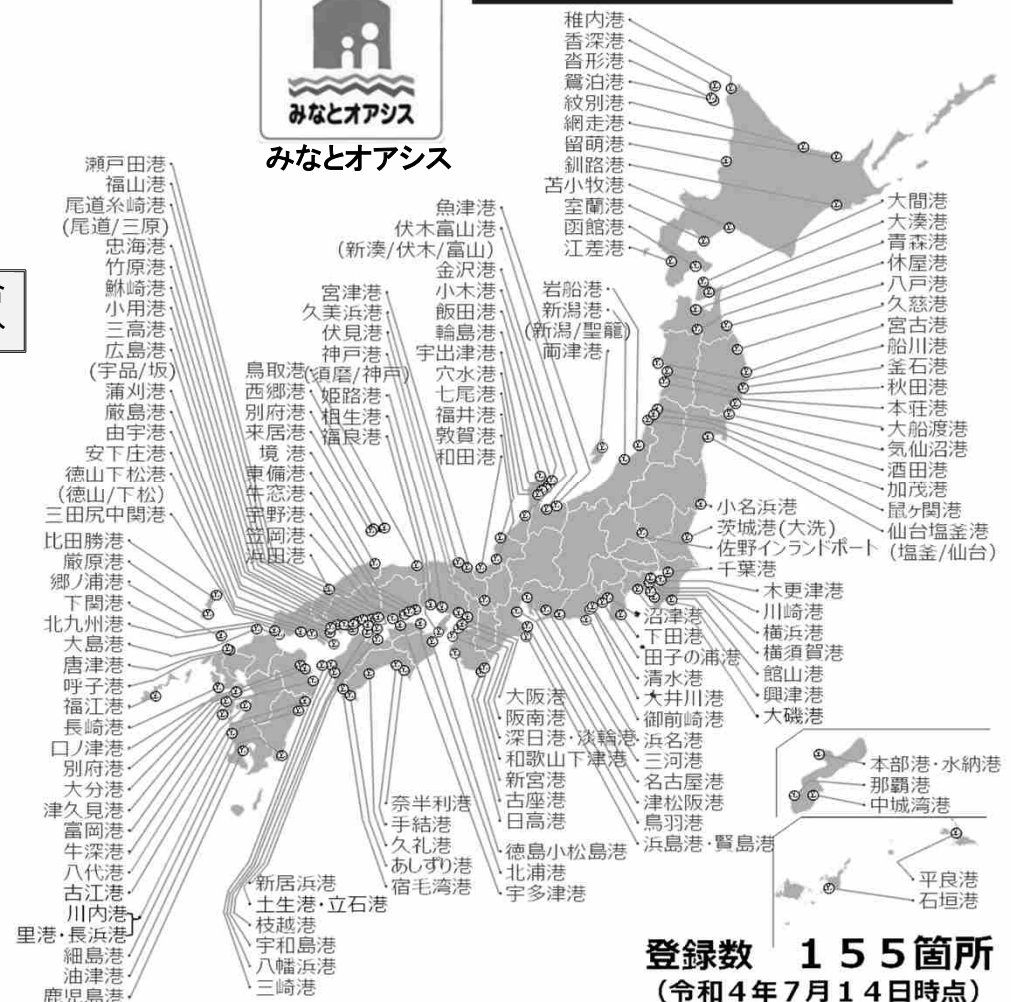 みなとオアシス
みなとオアシス
稚内港
香深港
沓形港
鴛泊港
紋別港
網走港
留萌港
釧路港
苫小牧港
室蘭港
函館港
江差港
大間港
大湊港
青森港
休屋港
八戸港
久慈港
宮古港
船川港
釜石港
秋田港
本荘港
大船渡港
気仙沼港
酒田港
加茂港
鼠ヶ関港
仙台塩釜港
(塩釜/仙台)
瀬戸田港
福山港
尾道糸崎港
(尾道/三原)
忠海港
竹原港
鮴崎港
小用港
三高港
広島港
(宇品/坂)
蒲刈港
厳島港
由宇港
安下庄港
徳山下松港
(徳山/下松)
三田尻中関港
比田勝港
厳原港
郷ノ浦港
下関港
北九州港
大島港
唐津港
呼子港
福江港
長崎港
口ノ津港
別府港
大分港
津久見港
富岡港
牛深港
八代港
古江港
川内港
里港・長浜港
細島港
油津港
鹿児島港
鳥取港
西郷港
別府港
来居港
境 港
東備港
牛窓港
宇野港
笠岡港
浜田港
宮津港
久美浜港
伏見港
神戸港
(須磨/神戸)
姫路港
相生港
福良港
魚津港
伏木富山港
(新湊/伏木/富山)
金沢港
小木港
飯田港
輪島港
宇出津港
穴水港
七尾港
福井港
敦賀港
和田港
岩船港
新潟港
(新潟/聖籠)
両津港
小名浜港
茨城港(大洗)
佐野インランドポート
千葉港
木更津港
川崎港
横浜港
横須賀港
館山港
興津港
大磯港
沼津港
下田港
田子の浦港
清水港
大井川港
御前崎港
浜名港
三河港
名古屋港
津松阪港
鳥羽港
浜島港・賢島港
大阪港
阪南港
深日港・淡輪港
和歌山下津港
新宮港
古座港
日高港
徳島小松島港
北浦港
宇多津港
奈半利港
手結港
久礼港
あしずり港
宿毛湾港
新居浜港
土生港・立石港
枝越港
宇和島港
八幡浜港
三崎港
本部港・水納港
那覇港
中城湾港
平良港
石垣港
登録数 155箇所
(令和4年7月14日時点)